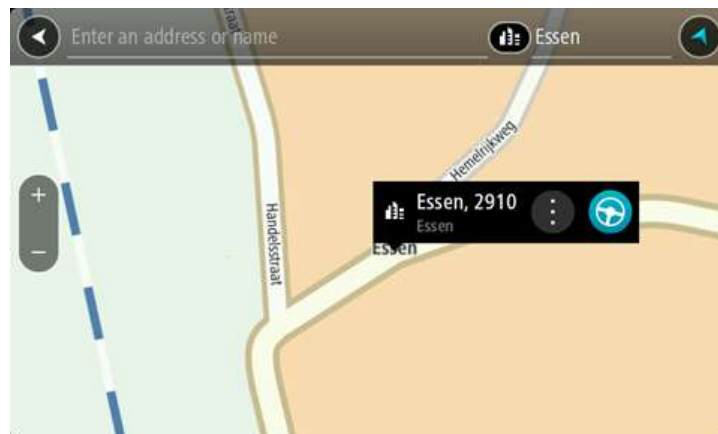 Enter an address or name
Essen
Hemelrijkweg
Essen, 2910
Essen
Essen
Handelsstraat
+
−